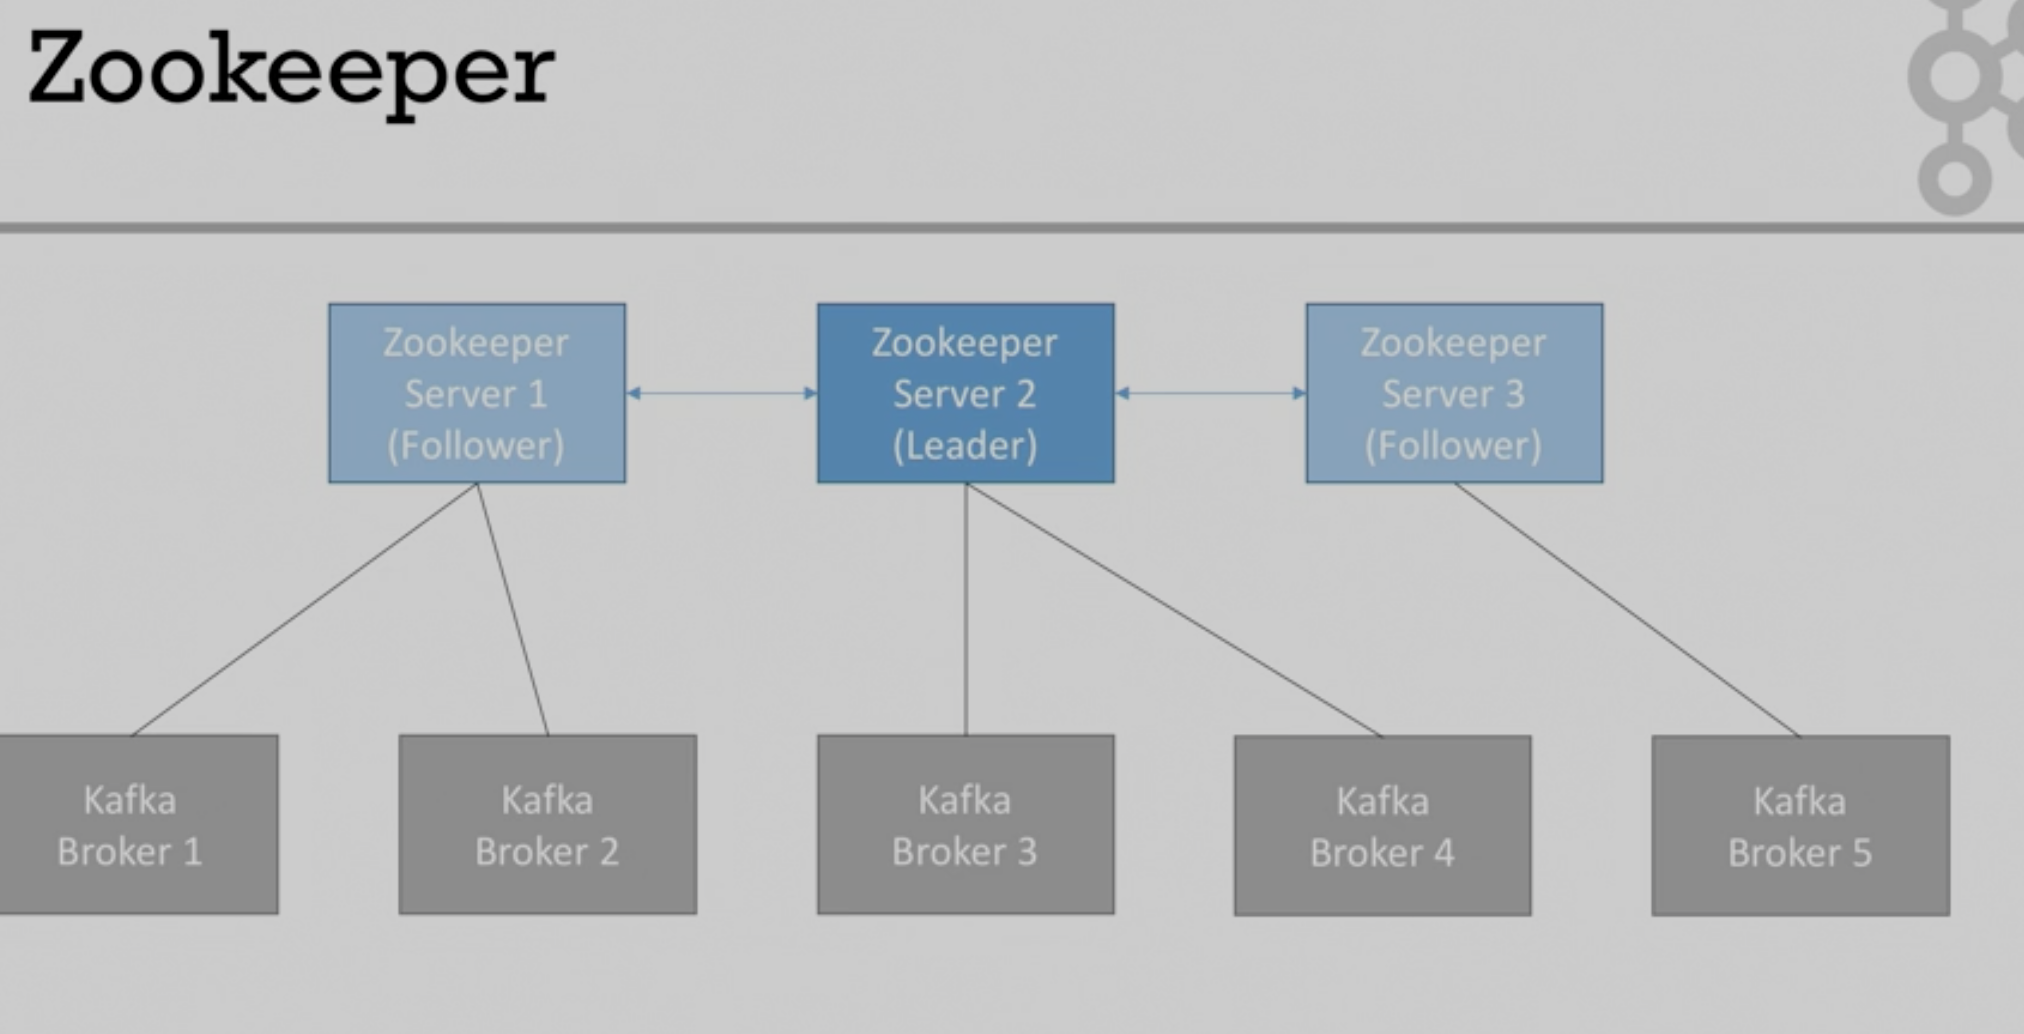 Zookeeper
Zookeeper
Server 1
(Follower)
Zookeeper
Server 2
(Leader)
Zookeeper
Server 3
(Follower)
Kafka
Broker 1
Kafka
Broker 2
Kafka
Broker 3
Kafka
Broker 4
Kafka
Broker 5